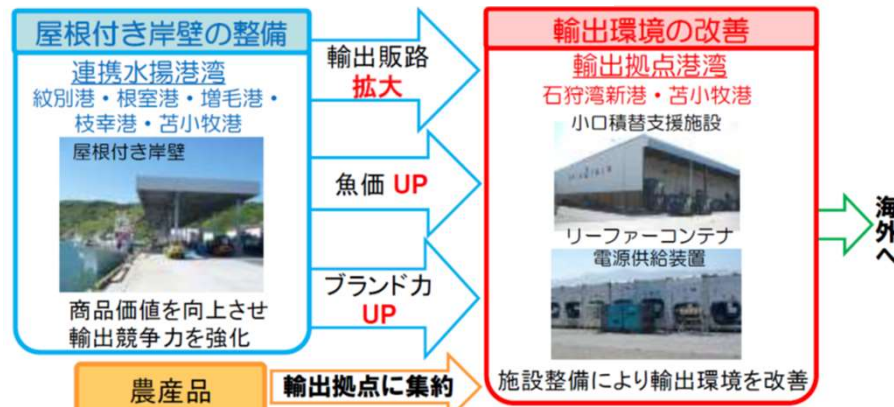 屋根付き岸壁の整備
連携水揚港湾
紋別港・根室港・増毛港・
枝幸港・苫小牧港
屋根付き岸壁
商品価値を向上させ
輸出競争力を強化
輸出販路
拡大
魚価 UP
ブランド力
UP
農産品
輸出拠点に集約
輸出環境の改善
輸出拠点港湾
石狩湾新港・苫小牧港
小口積替支援施設
リーファーコンテナ
電源供給装置
施設整備により輸出環境を改善
海外へ